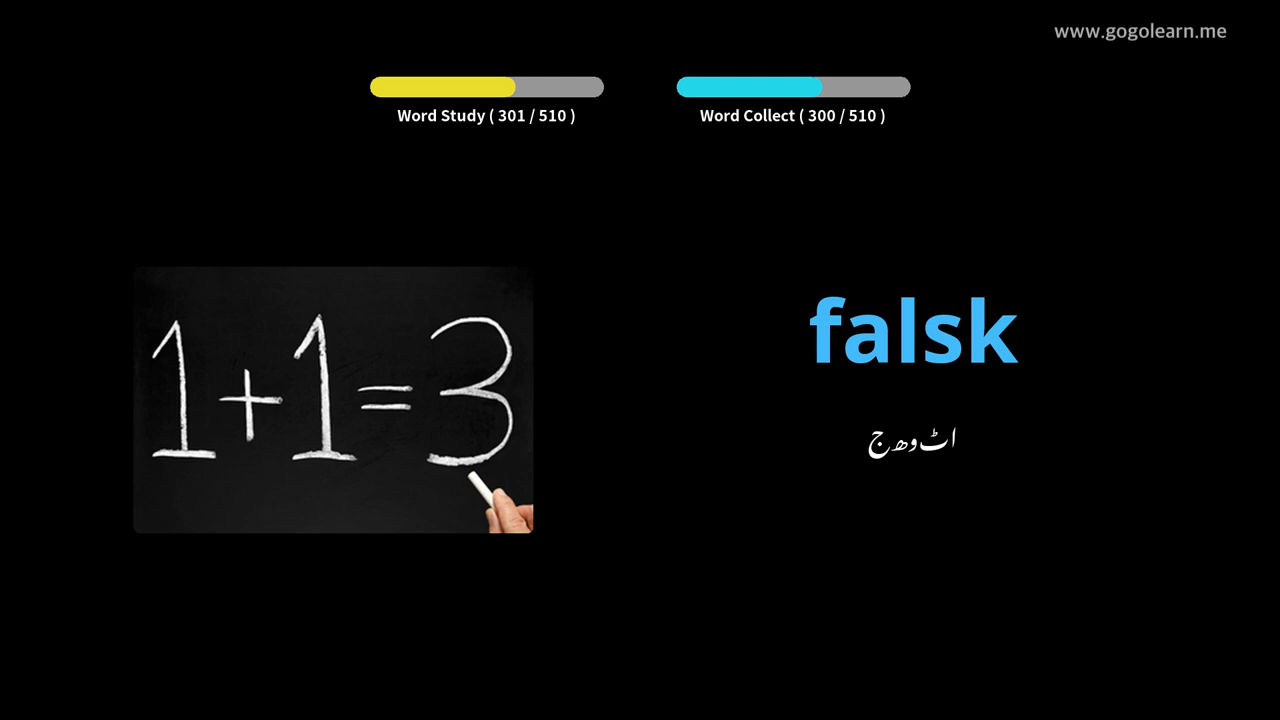 www.gogolearn.me
Word Study ( 301 / 510 )
Word Collect ( 300 / 510 )
1+1=3
falsk
اٹوھج